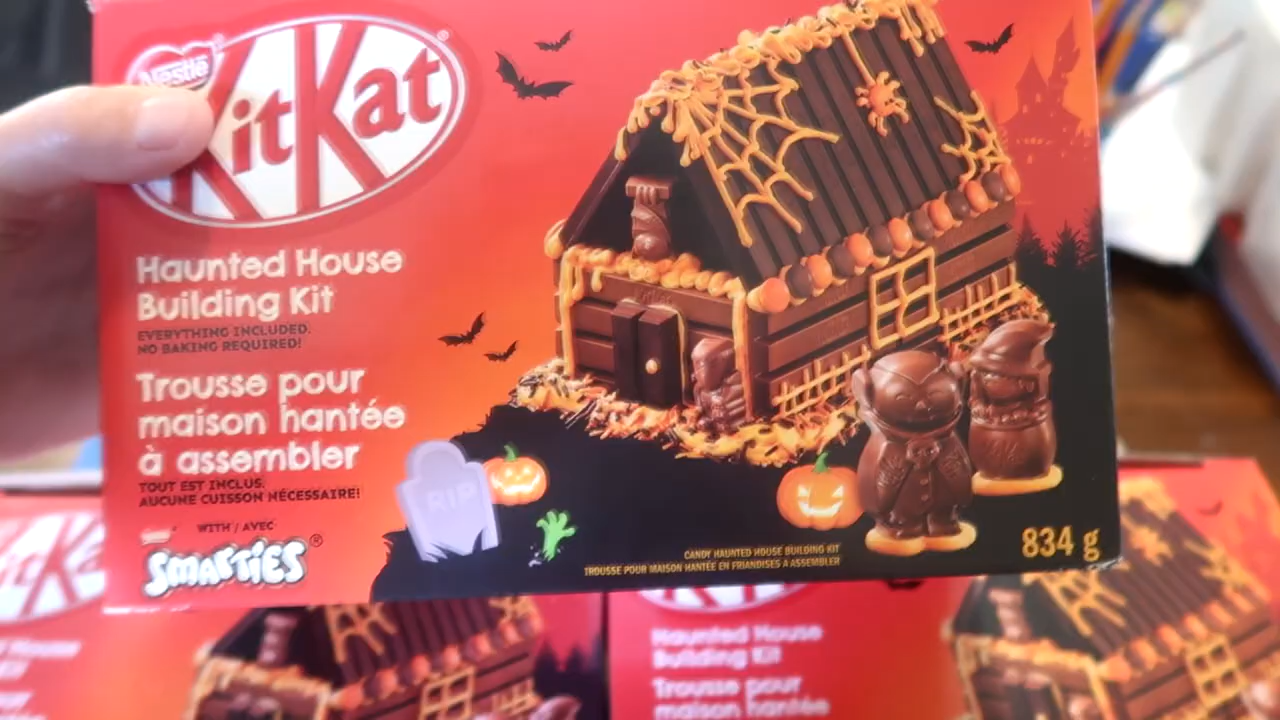 Nestlé
KitKat®
Haunted House
Building Kit
EVERYTHING INCLUDED.
NO BAKING REQUIRED!
Trousse pour
maison hantée
à assembler
TOUT EST INCLUS.
AUCUNE CUISSON NÉCESSAIRE!
WITH / AVEC
SMARTIES®
RIP
CANDY HAUNTED HOUSE BUILDING KIT
TROUSSE POUR MAISON HANTÉE EN FRIANDISES À ASSEMBLER
834 g
Haunted House
Building Kit
Trousse pour
maison hantée